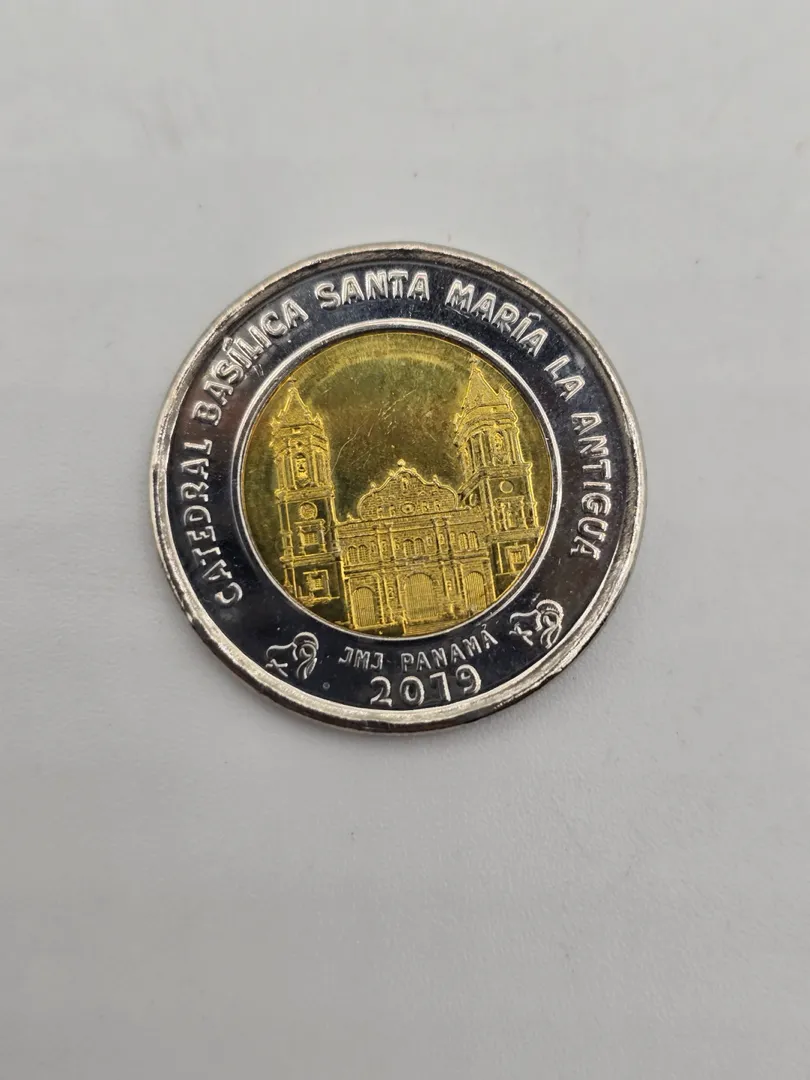 CATEDRAL BASÍLICA SANTA MARÍA LA ANTIGUA
JMJ PANAMÁ
2019